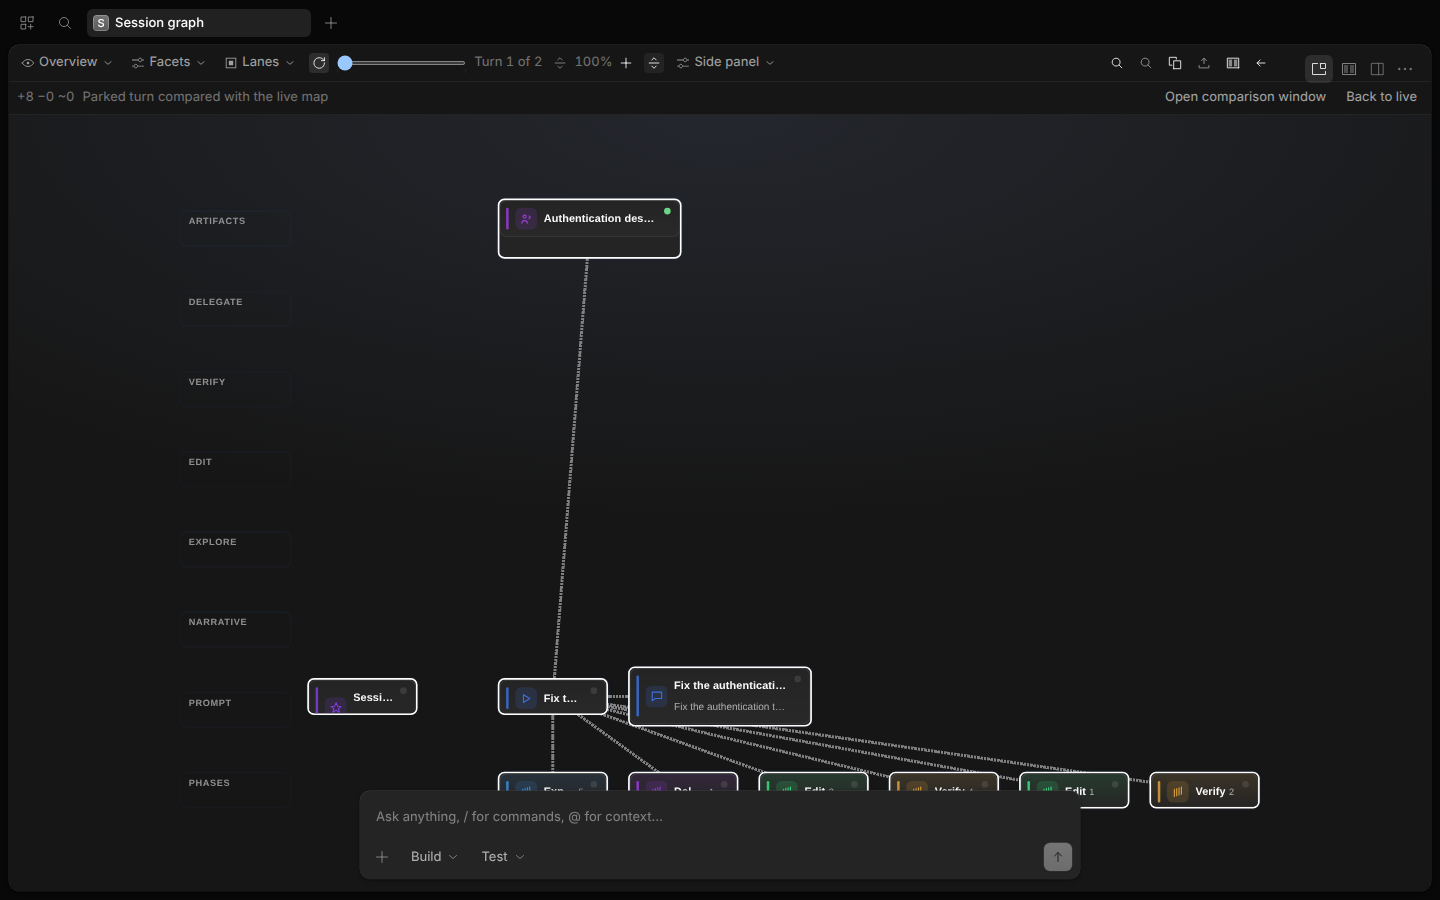 S Session graph
Overview Facets Lanes Turn 1 of 2 100% Side panel
+8 −0 ~0 Parked turn compared with the live map Open comparison window Back to live
ARTIFACTS
Authentication des…
DELEGATE
VERIFY
EDIT
EXPLORE
NARRATIVE
PROMPT
Sessi…
Fix t…
Fix the authenticati…
Fix the authentication t…
PHASES
Edit
Verify
Edit 1
Verify 2
Ask anything, / for commands, @ for context…
Build Test